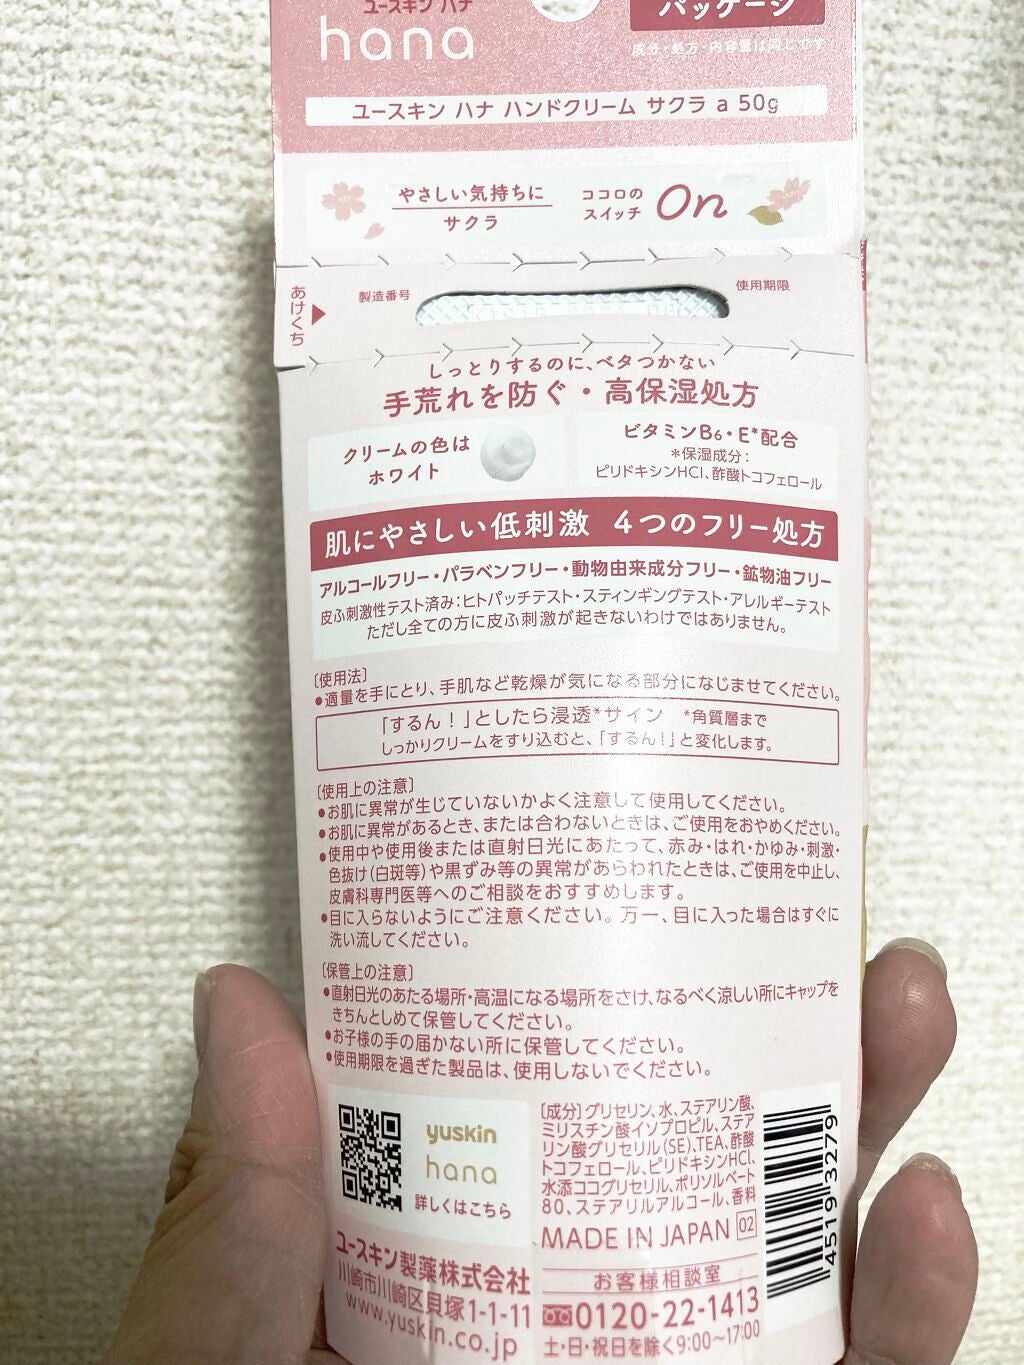 ユースキン ハナ
hana
パッケージ
成分・処方・内容量は同じです
ユースキン ハナ ハンドクリーム サクラ a 50g
やさしい気持ちに
サクラ
ココロの
スイッチ
On
あけくち
製造番号
使用期限
しっとりするのに、ベタつかない
手荒れを防ぐ・高保湿処方
クリームの色は
ホワイト
ビタミンB6・E*配合
*保湿成分:
ピリドキシンHCl、酢酸トコフェロール
肌にやさしい低刺激 4つのフリー処方
アルコールフリー・パラベンフリー・動物由来成分フリー・鉱物油フリー
皮ふ刺激性テスト済み:ヒトパッチテスト・スティンギングテスト・アレルギーテスト
ただし全ての方に皮ふ刺激が起きないわけではありません。
〔使用法〕
●適量を手にとり、手肌など乾燥が気になる部分になじませてください。
「するん!」としたら浸透*サイン *角質層まで
しっかりクリームをすり込むと、「するん!」と変化します。
〔使用上の注意〕
●お肌に異常が生じていないかよく注意して使用してください。
●お肌に異常があるとき、または合わないときは、ご使用をおやめください。
●使用中や使用後または直射日光にあたって、赤み・はれ・かゆみ・刺激・
色抜け(白斑等)や黒ずみ等の異常があらわれたときは、ご使用を中止し、
皮膚科専門医等へのご相談をおすすめします。
●目に入らないようにご注意ください。万一、目に入った場合はすぐに
洗い流してください。
〔保管上の注意〕
●直射日光のあたる場所・高温になる場所をさけ、なるべく涼しい所にキャップを
きちんとしめて保管してください。
●お子様の手の届かない所に保管してください。
●使用期限を過ぎた製品は、使用しないでください。
yuskin
hana
詳しくはこちら
ユースキン製薬株式会社
川崎市川崎区貝塚1-1-11
www.yuskin.co.jp
〔成分〕グリセリン、水、ステアリン酸、
ミリスチン酸イソプロピル、ステア
リン酸グリセリル(SE)、TEA、酢酸
トコフェロール、ピリドキシンHCl、
水添ココグリセリル、ポリソルベート
80、ステアリルアルコール、香料
MADE IN JAPAN 02
お客様相談室
0120-22-1413
土・日・祝日を除く9:00~17:00
4519 3279